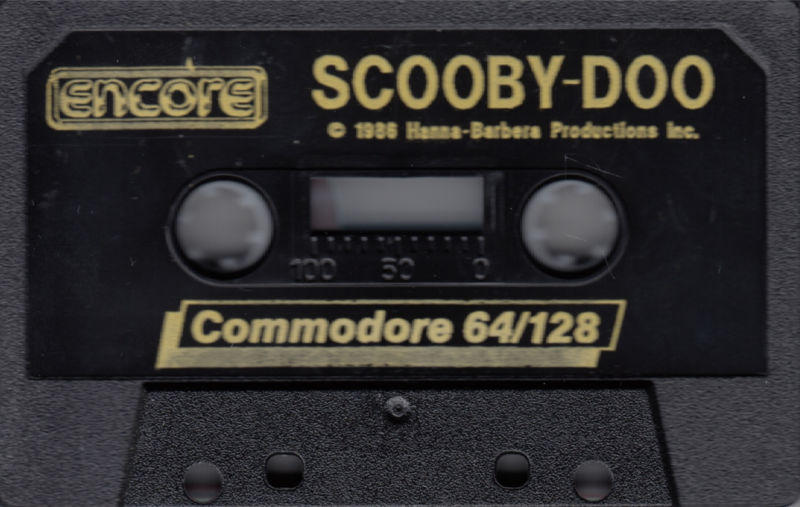 encore
SCOOBY-DOO
© 1986 Hanna-Barbera Productions Inc.
100 50 0
Commodore 64/128